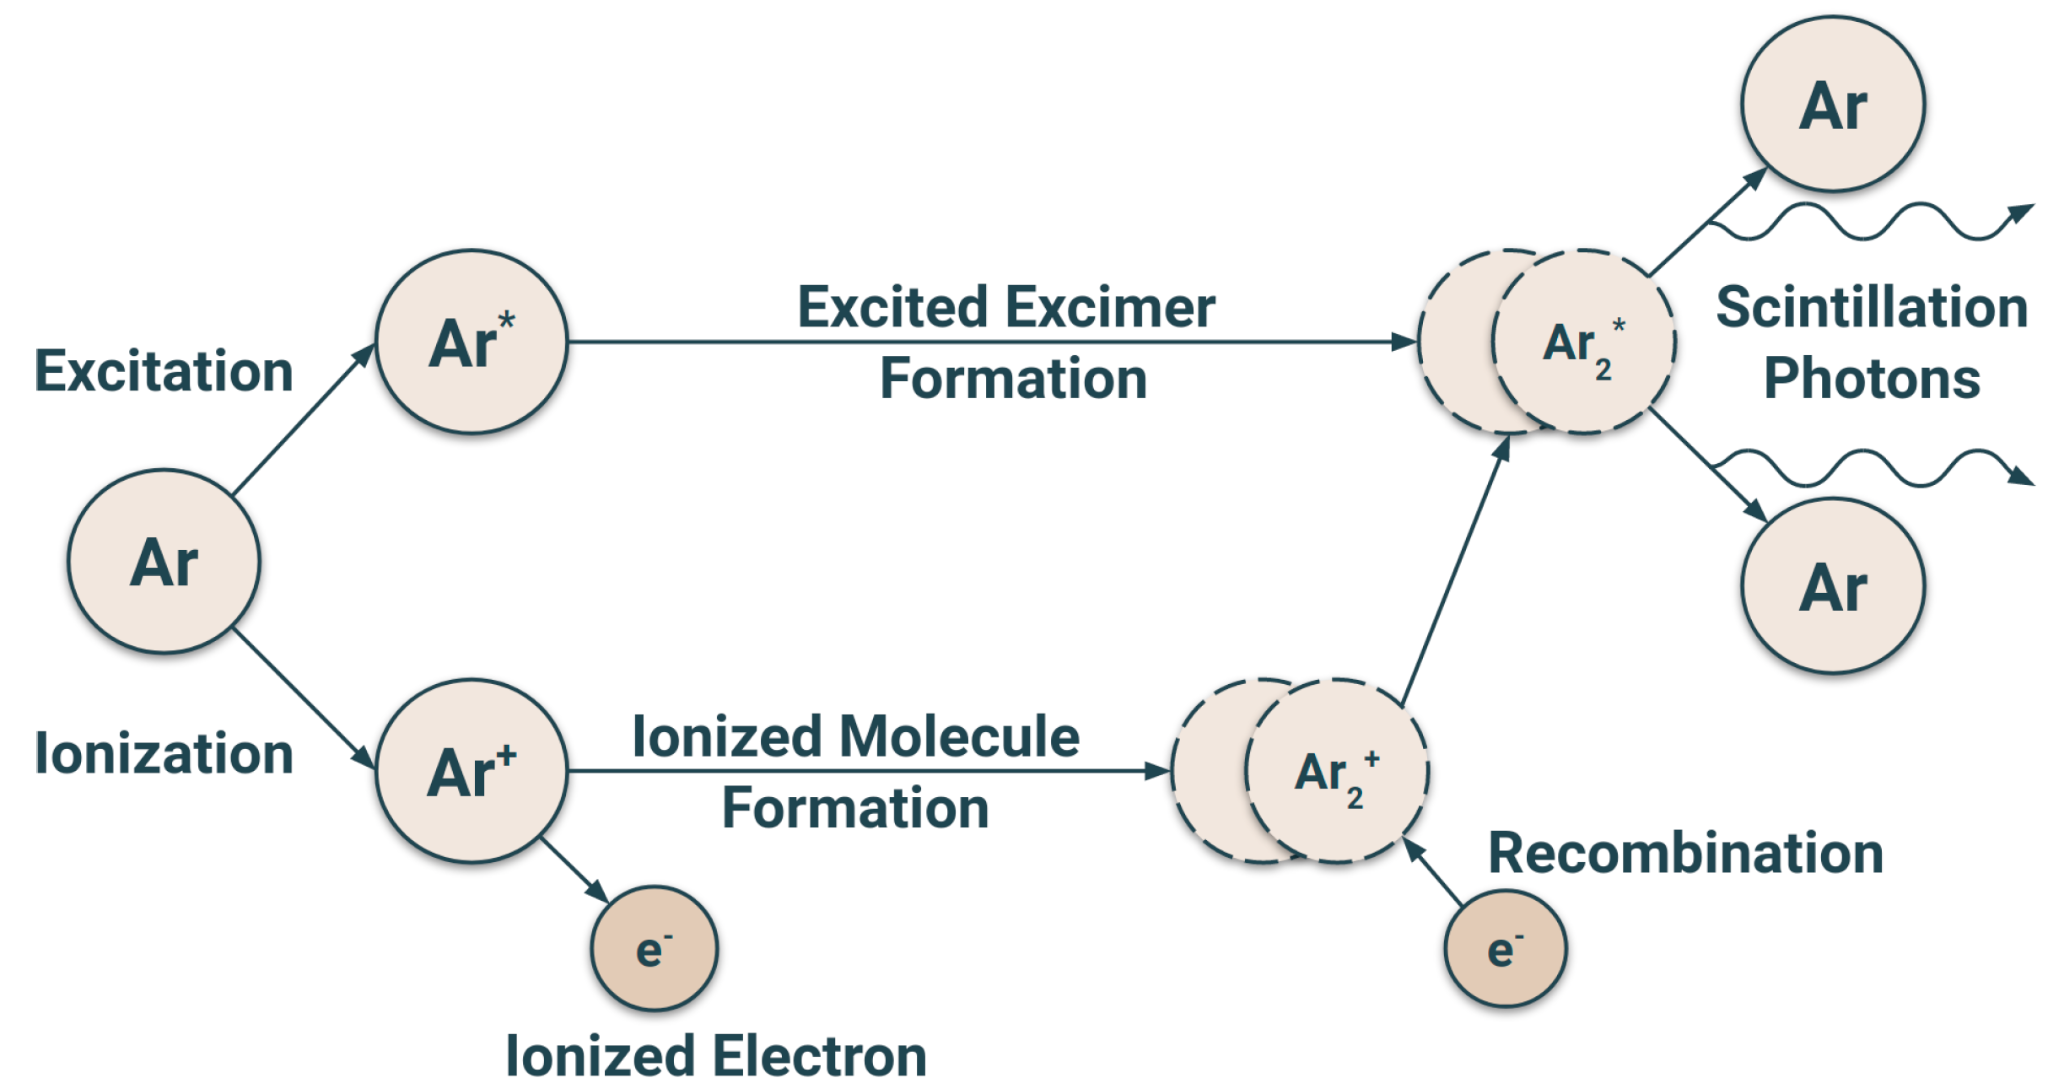 Ar
Excited Excimer
Formation
Ar*
Ar₂*
Scintillation
Photons
Excitation
Ar
Ar
Ionization
Ar⁺
Ionized Molecule
Formation
Ar₂⁺
Recombination
e⁻
e⁻
Ionized Electron